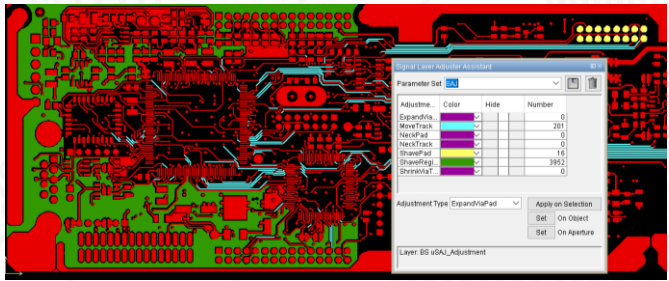 Signal Layer Adjuster Assistant
Parameter Set SAJ
Adjustme... Color Hide Number
ExpandVia... 0
MoveTrack 201
NeckPad 0
NeckTrack 0
ShavePad 16
ShaveRegi... 3952
ShrinkViaT... 0
Adjustment Type ExpandViaPad Apply on Selection
Set On Object
Set On Aperture
Layer: BS uSAJ_Adjustment